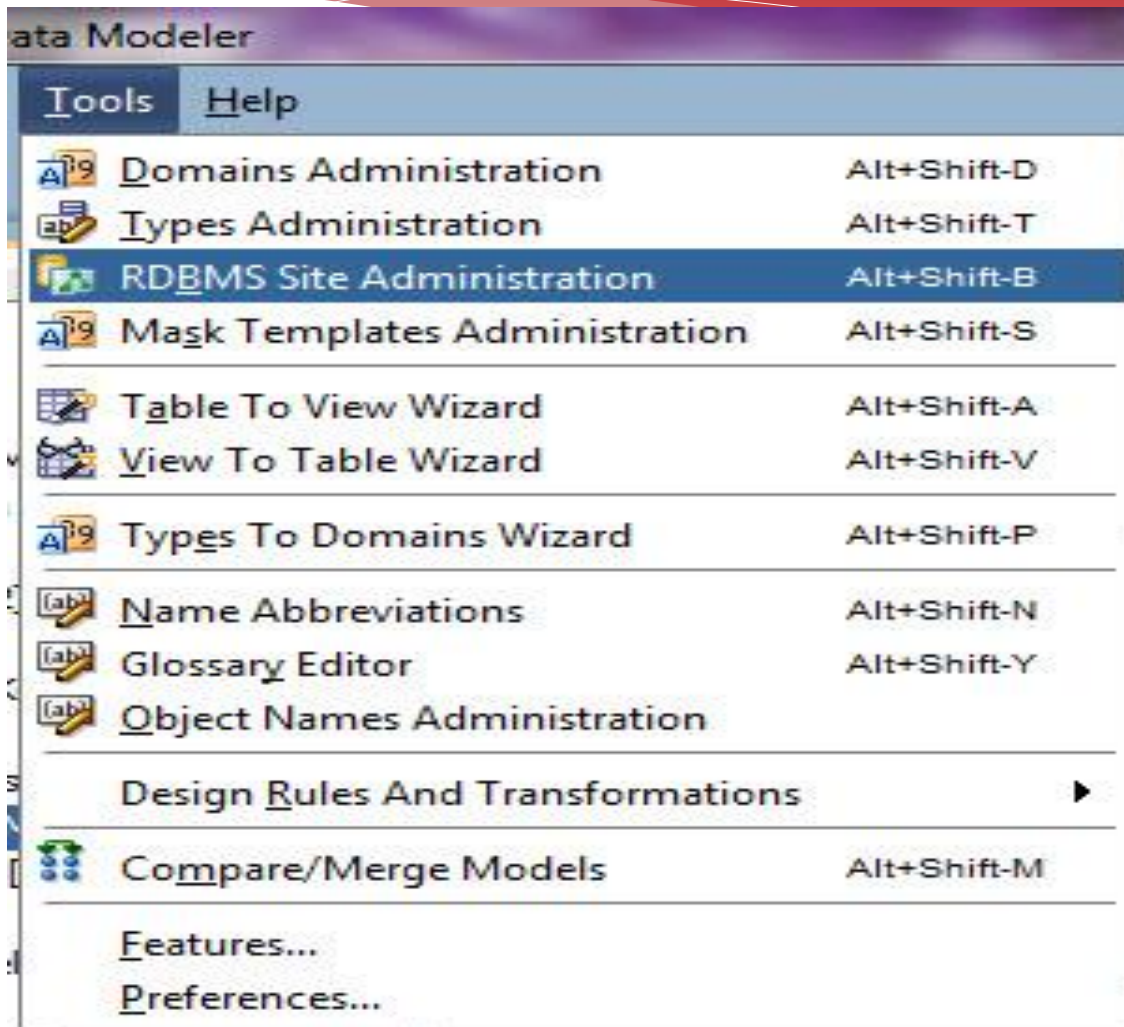 ata Modeler
Tools Help
Domains Administration Alt+Shift-D
Types Administration Alt+Shift-T
RDBMS Site Administration Alt+Shift-B
Mask Templates Administration Alt+Shift-S
Table To View Wizard Alt+Shift-A
View To Table Wizard Alt+Shift-V
Types To Domains Wizard Alt+Shift-P
Name Abbreviations Alt+Shift-N
Glossary Editor Alt+Shift-Y
Object Names Administration
Design Rules And Transformations
Compare/Merge Models Alt+Shift-M
Features...
Preferences...